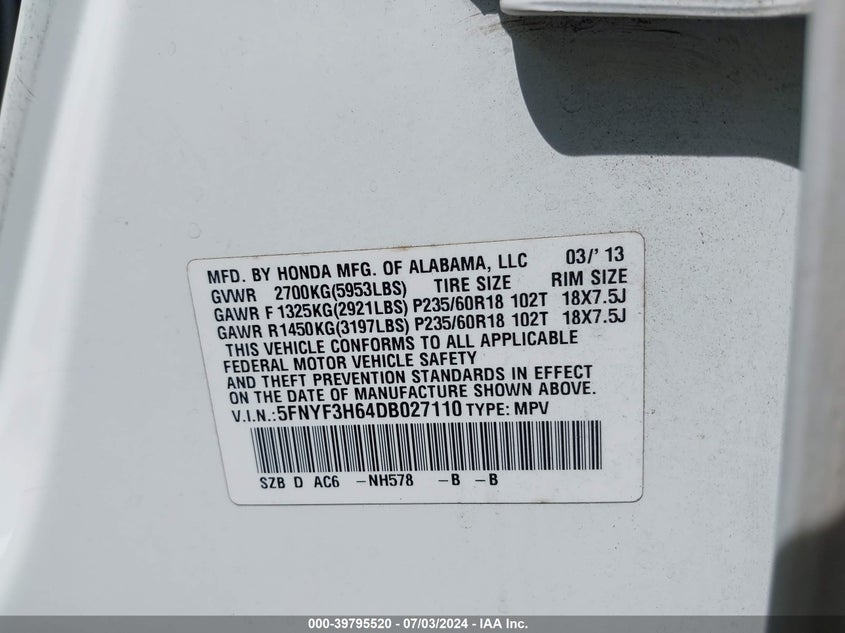 MFD. BY HONDA MFG. OF ALABAMA, LLC 03/'13
GVWR 2700KG(5953LBS) TIRE SIZE RIM SIZE
GAWR F 1325KG(2921LBS) P235/60R18 102T 18X7.5J
GAWR R1450KG(3197LBS) P235/60R18 102T 18X7.5J
THIS VEHICLE CONFORMS TO ALL APPLICABLE
FEDERAL MOTOR VEHICLE SAFETY
AND THEFT PREVENTION STANDARDS IN EFFECT
ON THE DATE OF MANUFACTURE SHOWN ABOVE.
V.I.N.:5FNYF3H64DB027110 TYPE: MPV
SZB D AC6 -NH578 -B -B
000-39795520 | 07/03/2024 | IAA Inc.